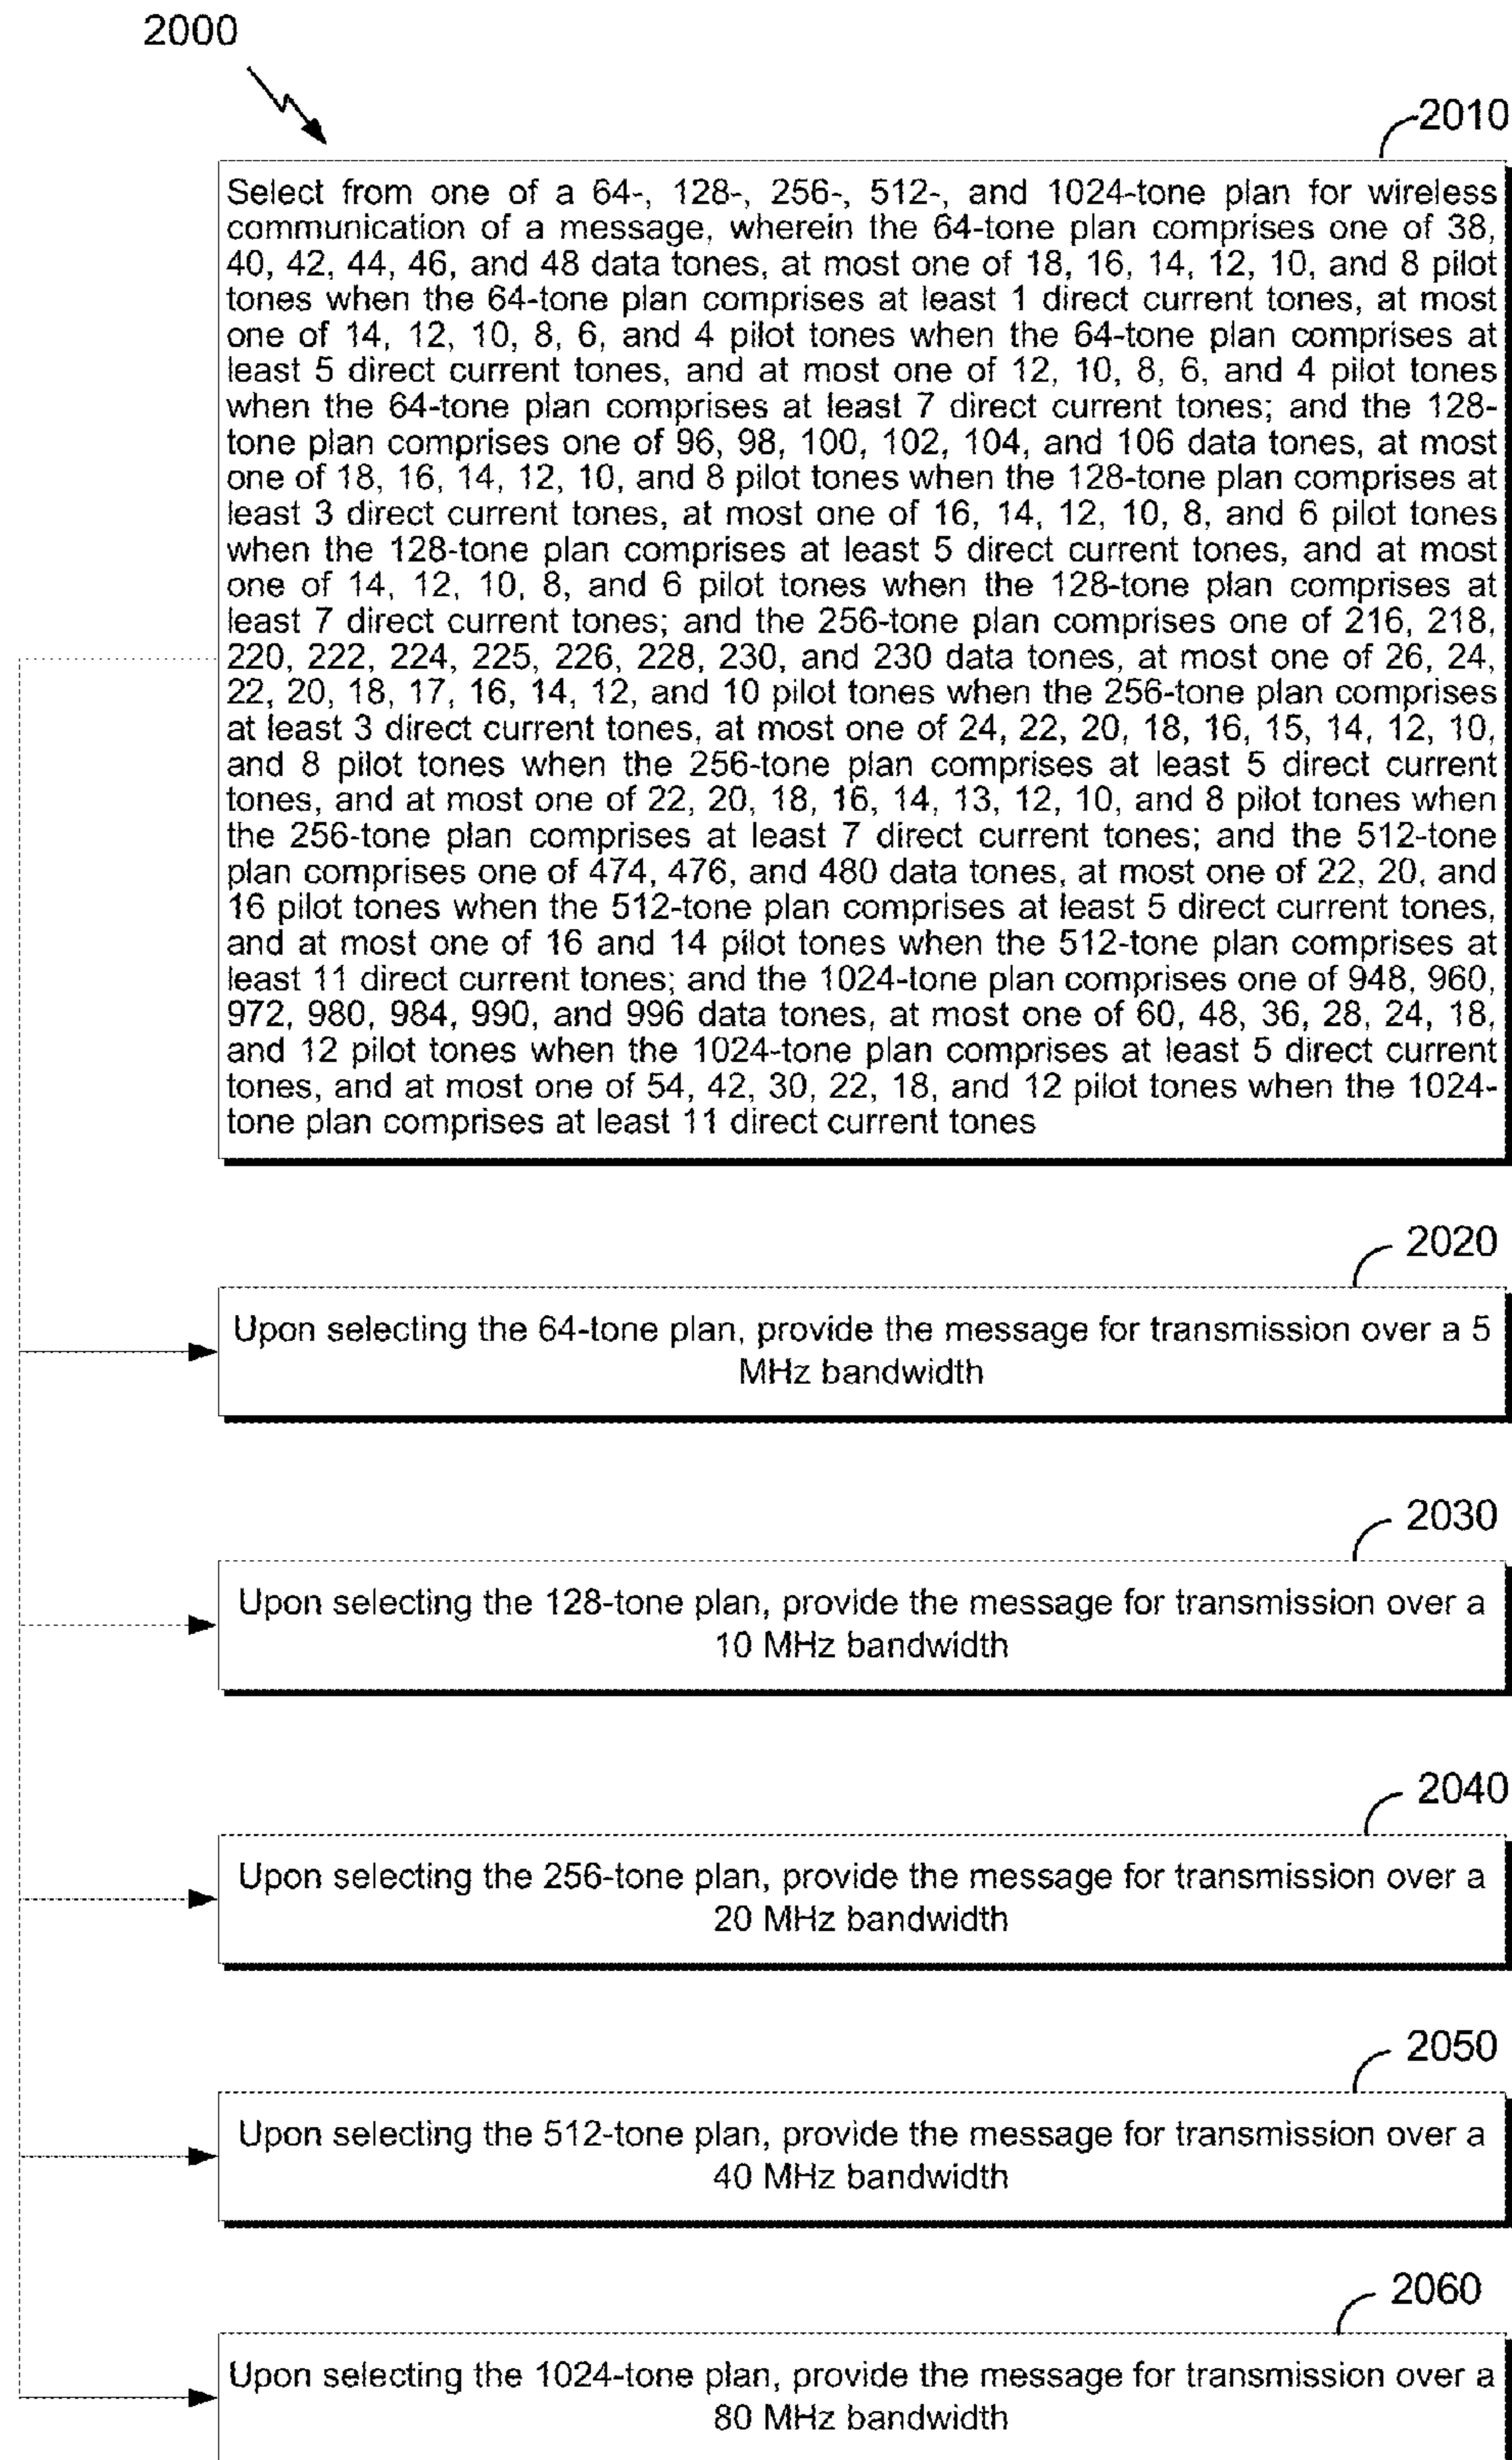 2000
2010
Select from one of a 64-, 128-, 256-, 512-, and 1024-tone plan for wireless
communication of a message, wherein the 64-tone plan comprises one of 38,
40, 42, 44, 46, and 48 data tones, at most one of 18, 16, 14, 12, 10, and 8 pilot
tones when the 64-tone plan comprises at least 1 direct current tones, at most
one of 14, 12, 10, 8, 6, and 4 pilot tones when the 64-tone plan comprises at
least 5 direct current tones, and at most one of 12, 10, 8, 6, and 4 pilot tones
when the 64-tone plan comprises at least 7 direct current tones; and the 128-
tone plan comprises one of 96, 98, 100, 102, 104, and 106 data tones, at most
one of 18, 16, 14, 12, 10, and 8 pilot tones when the 128-tone plan comprises at
least 3 direct current tones, at most one of 16, 14, 12, 10, 8, and 6 pilot tones
when the 128-tone plan comprises at least 5 direct current tones, and at most
one of 14, 12, 10, 8, and 6 pilot tones when the 128-tone plan comprises at
least 7 direct current tones; and the 256-tone plan comprises one of 216, 218,
220, 222, 224, 225, 226, 228, 230, and 230 data tones, at most one of 26, 24,
22, 20, 18, 17, 16, 14, 12, and 10 pilot tones when the 256-tone plan comprises
at least 3 direct current tones, at most one of 24, 22, 20, 18, 16, 15, 14, 12, 10,
and 8 pilot tones when the 256-tone plan comprises at least 5 direct current
tones, and at most one of 22, 20, 18, 16, 14, 13, 12, 10, and 8 pilot tones when
the 256-tone plan comprises at least 7 direct current tones; and the 512-tone
plan comprises one of 474, 476, and 480 data tones, at most one of 22, 20, and
16 pilot tones when the 512-tone plan comprises at least 5 direct current tones,
and at most one of 16 and 14 pilot tones when the 512-tone plan comprises at
least 11 direct current tones; and the 1024-tone plan comprises one of 948, 960,
972, 980, 984, 990, and 996 data tones, at most one of 60, 48, 36, 28, 24, 18,
and 12 pilot tones when the 1024-tone plan comprises at least 5 direct current
tones, and at most one of 54, 42, 30, 22, 18, and 12 pilot tones when the 1024-
tone plan comprises at least 11 direct current tones
2020
Upon selecting the 64-tone plan, provide the message for transmission over a 5
MHz bandwidth
2030
Upon selecting the 128-tone plan, provide the message for transmission over a
10 MHz bandwidth
2040
Upon selecting the 256-tone plan, provide the message for transmission over a
20 MHz bandwidth
2050
Upon selecting the 512-tone plan, provide the message for transmission over a
40 MHz bandwidth
2060
Upon selecting the 1024-tone plan, provide the message for transmission over a
80 MHz bandwidth